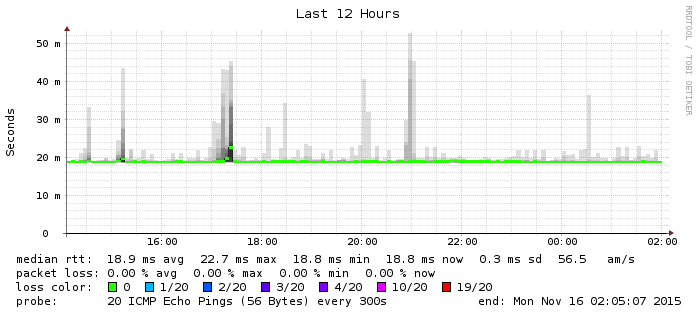 Last 12 Hours
RRDTOOL / TOBI OETIKER
Seconds
50 m
40 m
30 m
20 m
10 m
0
16:00 18:00 20:00 22:00 00:00 02:00
median rtt: 18.9 ms avg 22.7 ms max 18.8 ms min 18.8 ms now 0.3 ms sd 56.5 am/s
packet loss: 0.00 % avg 0.00 % max 0.00 % min 0.00 % now
loss color: 0 1/20 2/20 3/20 4/20 10/20 19/20
probe: 20 ICMP Echo Pings (56 Bytes) every 300s end: Mon Nov 16 02:05:07 2015